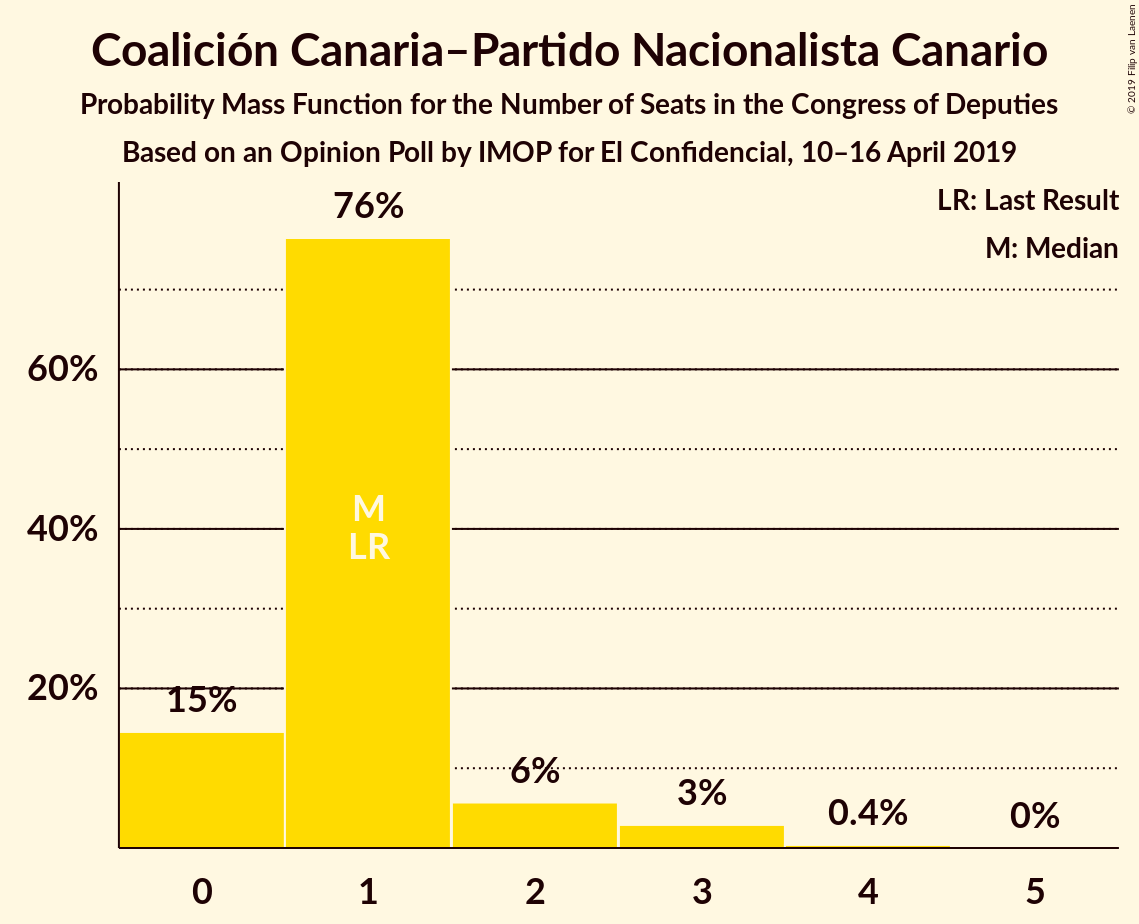 Coalición Canaria–Partido Nacionalista Canario
Probability Mass Function for the Number of Seats in the Congress of Deputies
Based on an Opinion Poll by IMOP for El Confidencial, 10–16 April 2019
© 2019 Filip van Laenen
LR: Last Result
M: Median
76%
60%
M
40%
LR
20%
15%
6%
3%
0.4%
0%
0 1 2 3 4 5